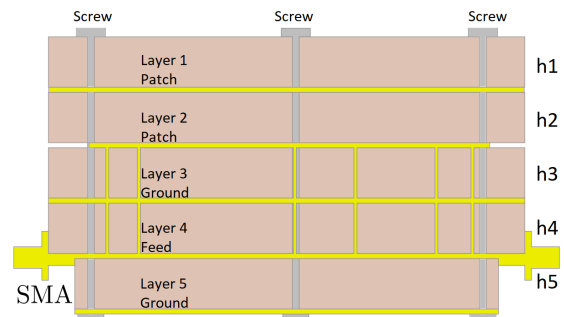 Screw Screw Screw
Layer 1
Patch
h1
Layer 2
Patch
h2
Layer 3
Ground
h3
Layer 4
Feed
h4
Layer 5
Ground
h5
SMA